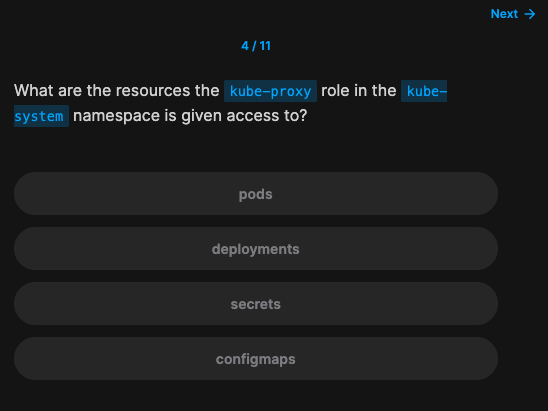 Next →
4 / 11
What are the resources the kube-proxy role in the kube-
system namespace is given access to?
pods
deployments
secrets
configmaps